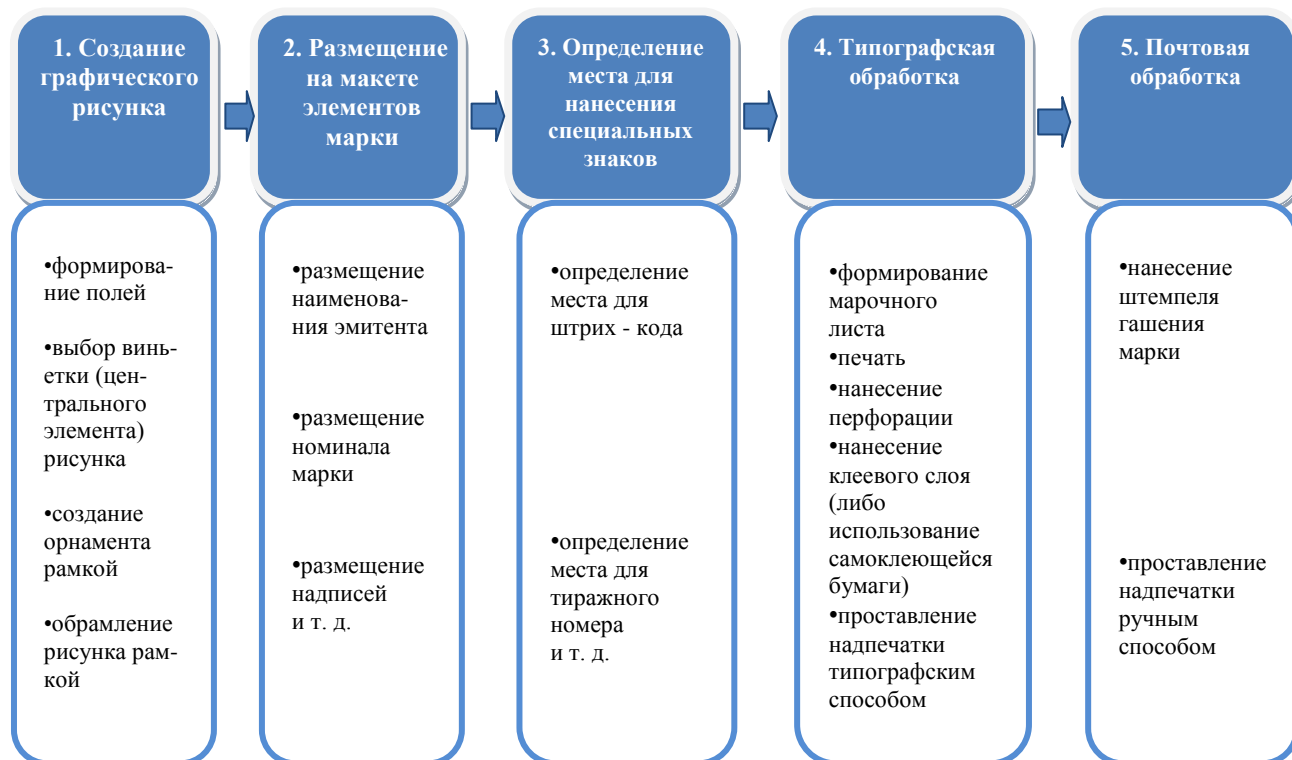 1. Создание
графического
рисунка
2. Размещение
на макете
элементов
марки
3. Определение
места для
нанесения
специальных
знаков
4. Типографская
обработка
5. Почтовая
обработка
•формирова-
ние полей
•выбор винь-
етки (цен-
трального
элемента)
рисунка
•создание
орнамента
рамкой
•обрамление
рисунка рам-
кой
•размещение
наименова-
ния эмитента
•размещение
номинала
марки
•размещение
надписей
и т. д.
•определение
места для
штрих - кода
•определение
места для
тиражного
номера
и т. д.
•формирование
марочного
листа
•печать
•нанесение
перфорации
•нанесение
клеевого слоя
(либо
использование
самоклеющейся
бумаги)
•проставление
надпечатки
типографским
способом
•нанесение
штемпеля
гашения
марки
•проставление
надпечатки
ручным
способом